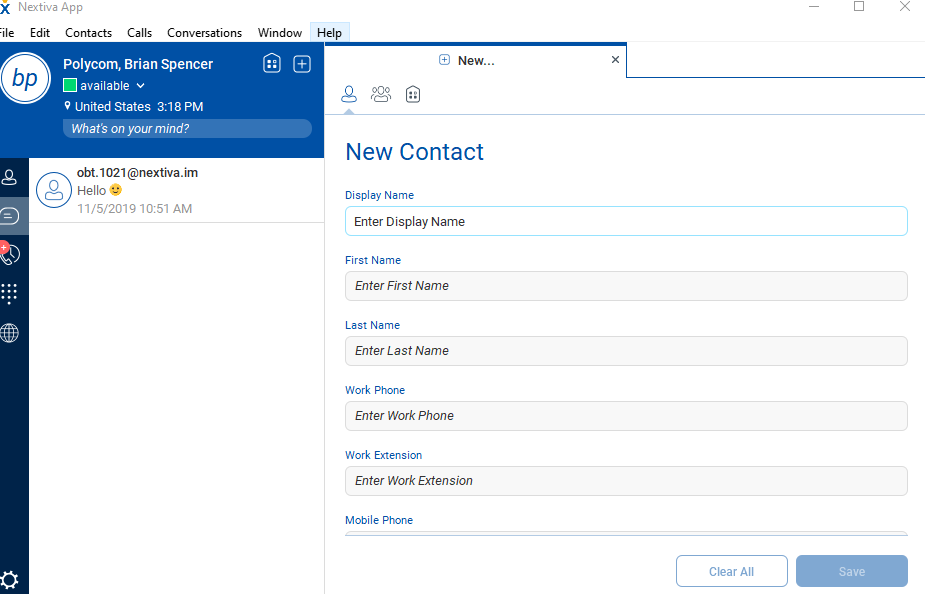 Nextiva App
File Edit Contacts Calls Conversations Window Help
bp
Polycom, Brian Spencer
available
United States 3:18 PM
What's on your mind?
obt.1021@nextiva.im
Hello
11/5/2019 10:51 AM
New...
New Contact
Display Name
Enter Display Name
First Name
Enter First Name
Last Name
Enter Last Name
Work Phone
Enter Work Phone
Work Extension
Enter Work Extension
Mobile Phone
Clear All
Save